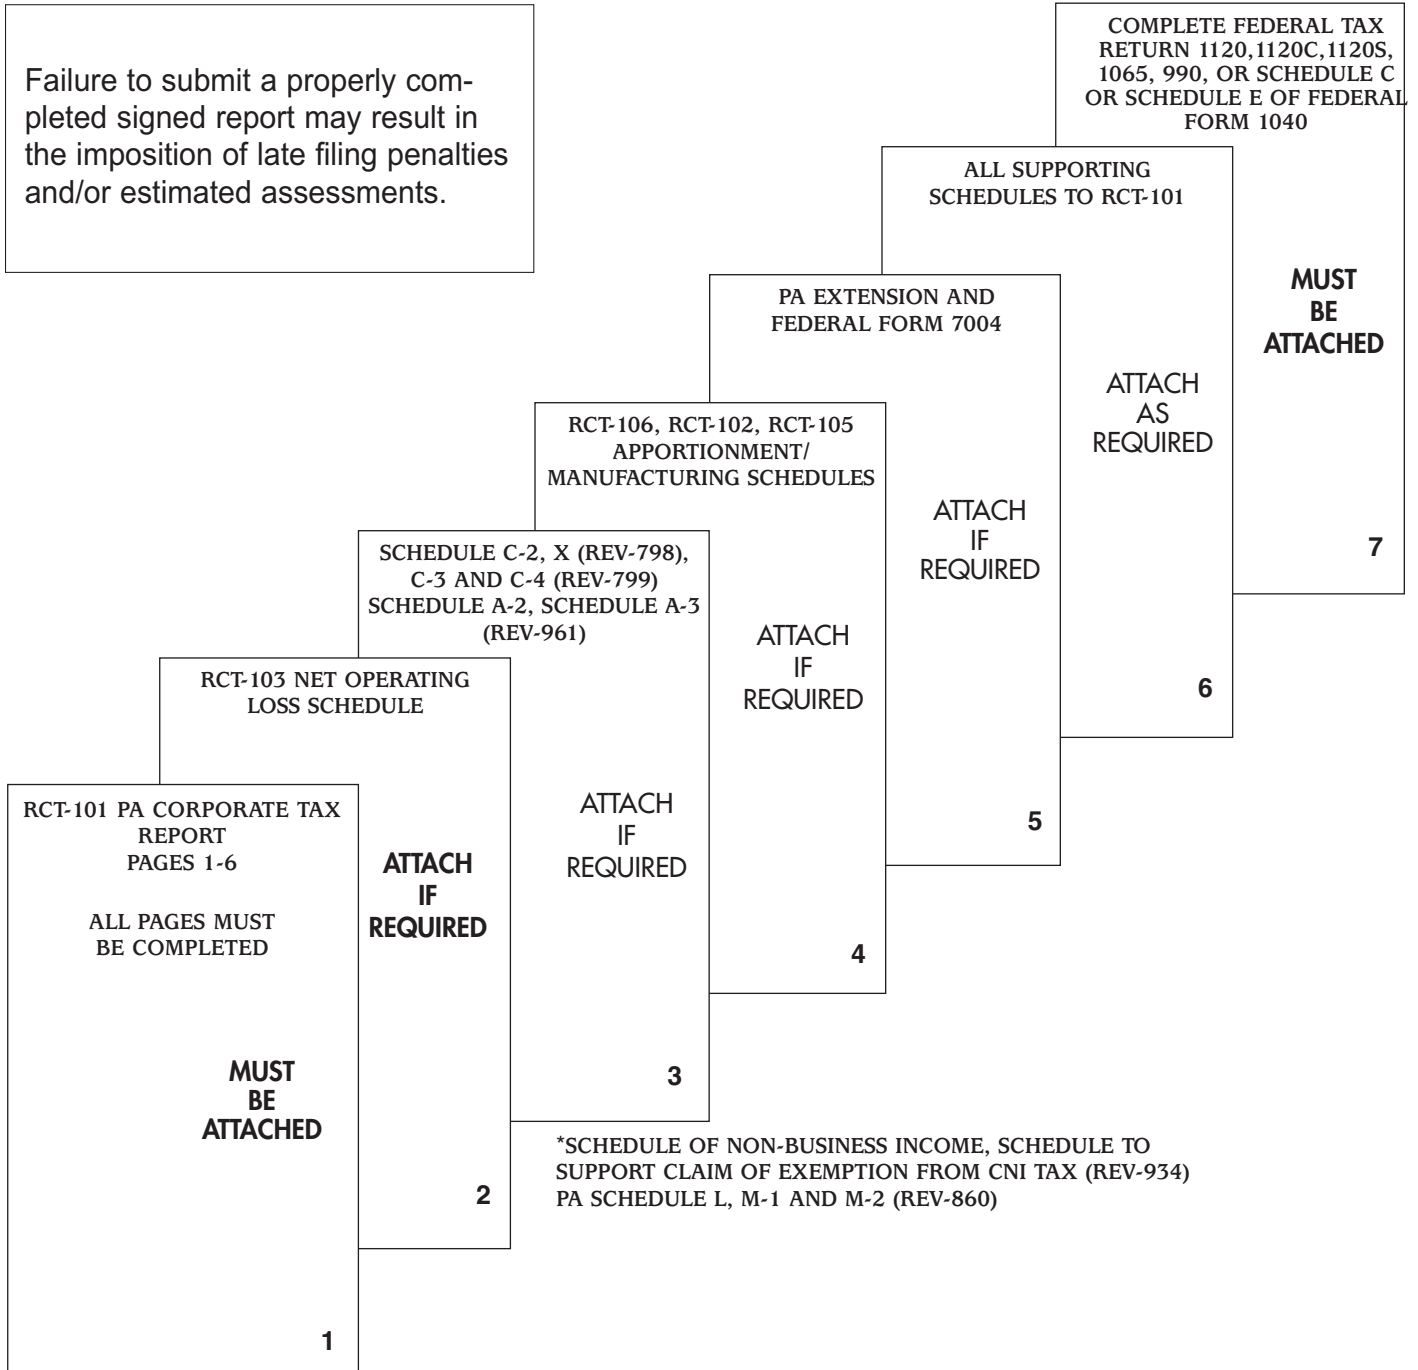 Failure to submit a properly com-
pleted signed report may result in
the imposition of late filing penalties
and/or estimated assessments.
COMPLETE FEDERAL TAX
RETURN 1120,1120C,1120S,
1065, 990, OR SCHEDULE C
OR SCHEDULE E OF FEDERAL
FORM 1040
MUST
BE
ATTACHED
7
ALL SUPPORTING
SCHEDULES TO RCT-101
ATTACH
AS
REQUIRED
6
PA EXTENSION AND
FEDERAL FORM 7004
ATTACH
IF
REQUIRED
5
RCT-106, RCT-102, RCT-105
APPORTIONMENT/
MANUFACTURING SCHEDULES
ATTACH
IF
REQUIRED
4
SCHEDULE C-2, X (REV-798),
C-3 AND C-4 (REV-799)
SCHEDULE A-2, SCHEDULE A-3
(REV-961)
ATTACH
IF
REQUIRED
3
RCT-103 NET OPERATING
LOSS SCHEDULE
ATTACH
IF
REQUIRED
2
RCT-101 PA CORPORATE TAX
REPORT
PAGES 1-6
ALL PAGES MUST
BE COMPLETED
MUST
BE
ATTACHED
1
*SCHEDULE OF NON-BUSINESS INCOME, SCHEDULE TO
SUPPORT CLAIM OF EXEMPTION FROM CNI TAX (REV-934)
PA SCHEDULE L, M-1 AND M-2 (REV-860)